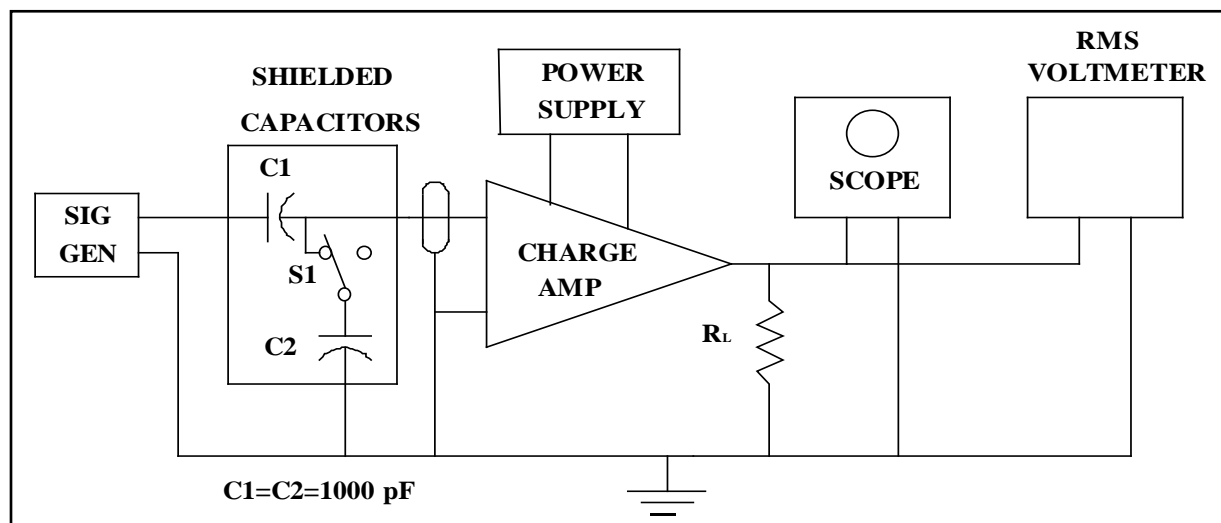 RMS
VOLTMETER
POWER
SUPPLY
SHIELDED
CAPACITORS
C1
SCOPE
SIG
GEN
S1
CHARGE
AMP
C2
RL
C1=C2=1000 pF